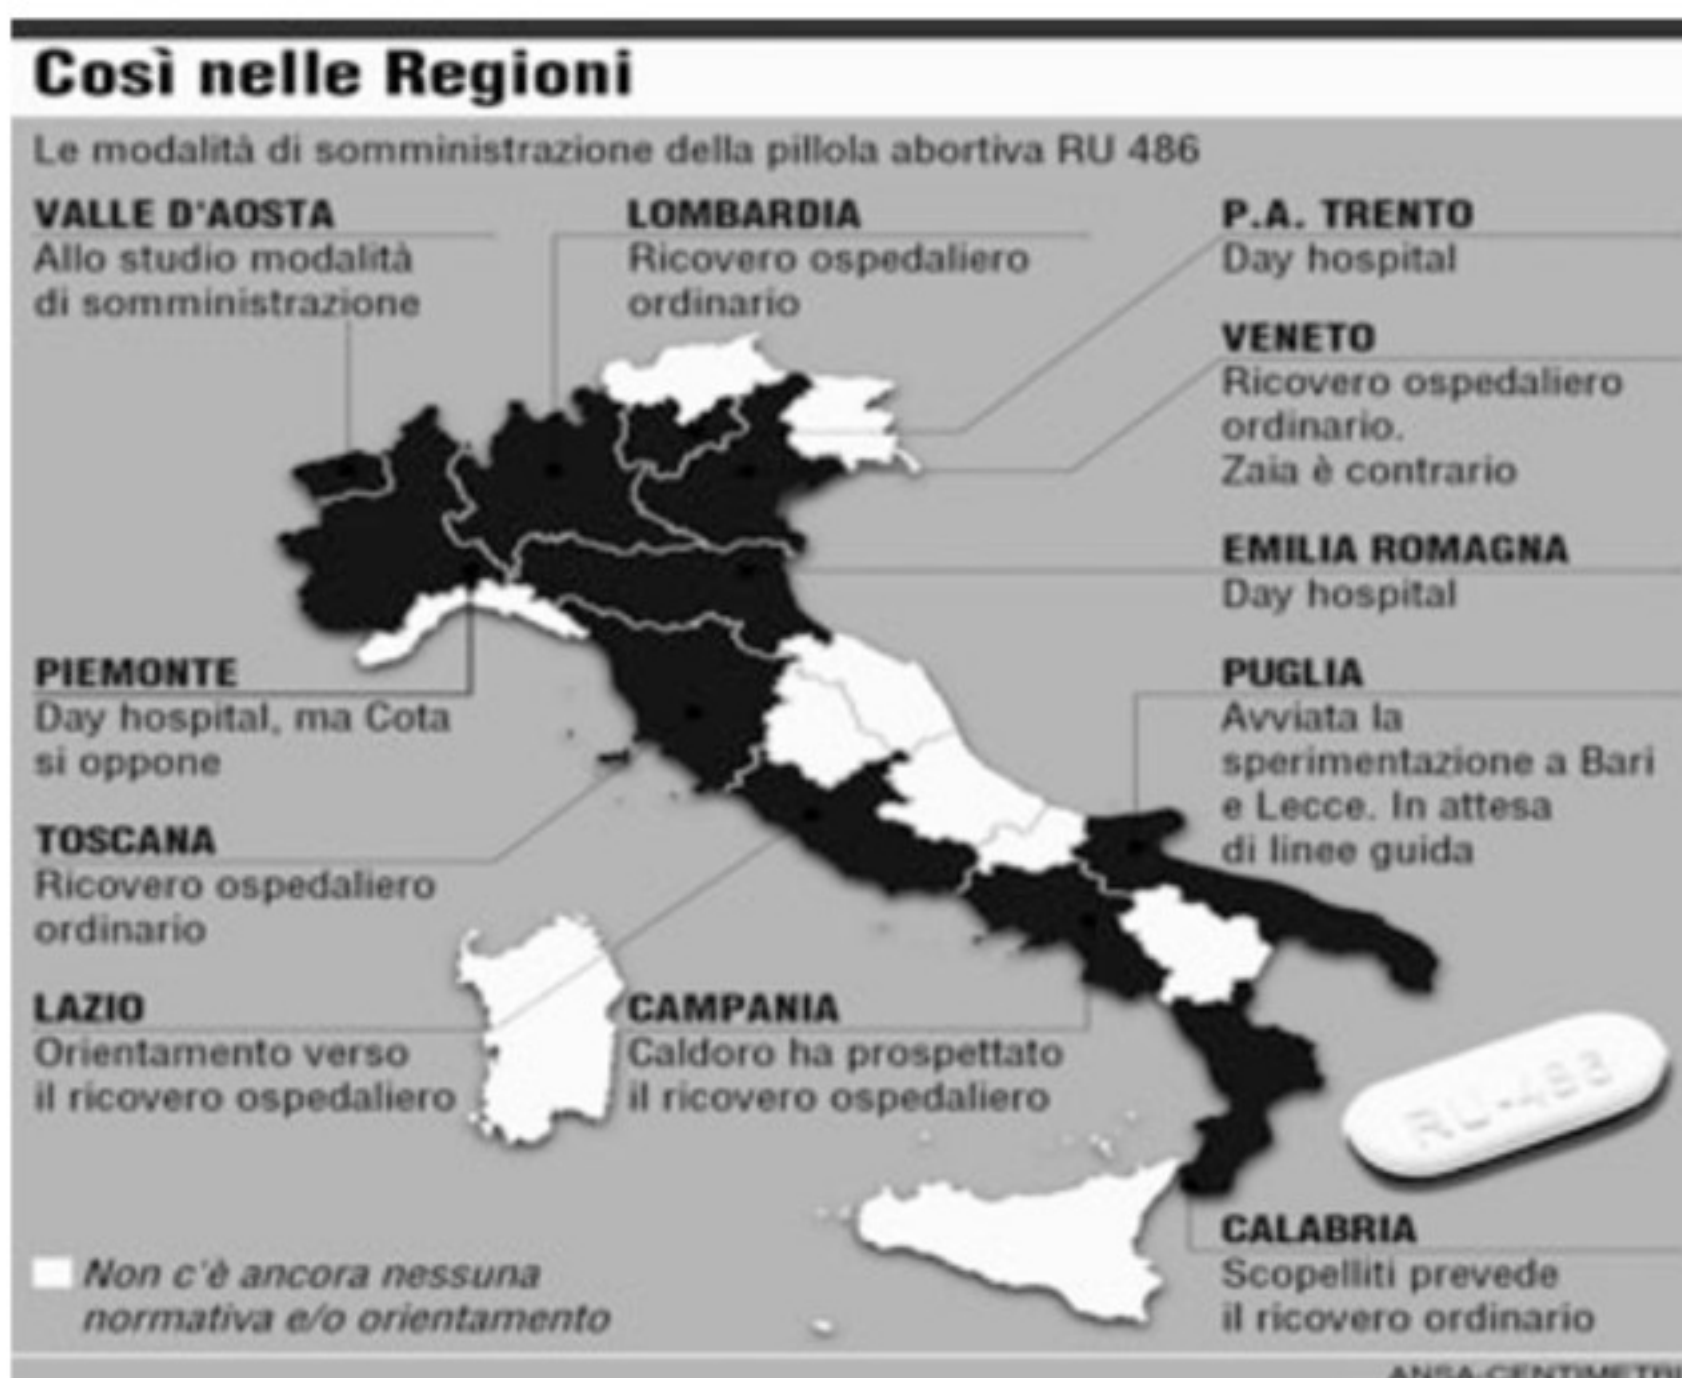 Così nelle Regioni
Le modalità di somministrazione della pillola abortiva RU 486
VALLE D'AOSTA
Allo studio modalità
di somministrazione
LOMBARDIA
Ricovero ospedaliero
ordinario
P.A. TRENTO
Day hospital
VENETO
Ricovero ospedaliero
ordinario.
Zaia è contrario
EMILIA ROMAGNA
Day hospital
PIEMONTE
Day hospital, ma Cota
si oppone
PUGLIA
Avviata la
sperimentazione a Bari
e Lecce. In attesa
di linee guida
TOSCANA
Ricovero ospedaliero
ordinario
LAZIO
Orientamento verso
il ricovero ospedaliero
CAMPANIA
Caldoro ha prospettato
il ricovero ospedaliero
RU-486
CALABRIA
Scopelliti prevede
il ricovero ordinario
Non c'è ancora nessuna
normativa e/o orientamento
ANSA-CENTIMETRI